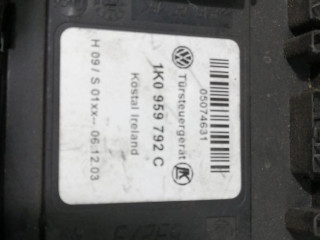 05074631
Türsteuergerät
1K0 959 792 C
Kostal Ireland
H 09 / S 01xx-- 06.12.03